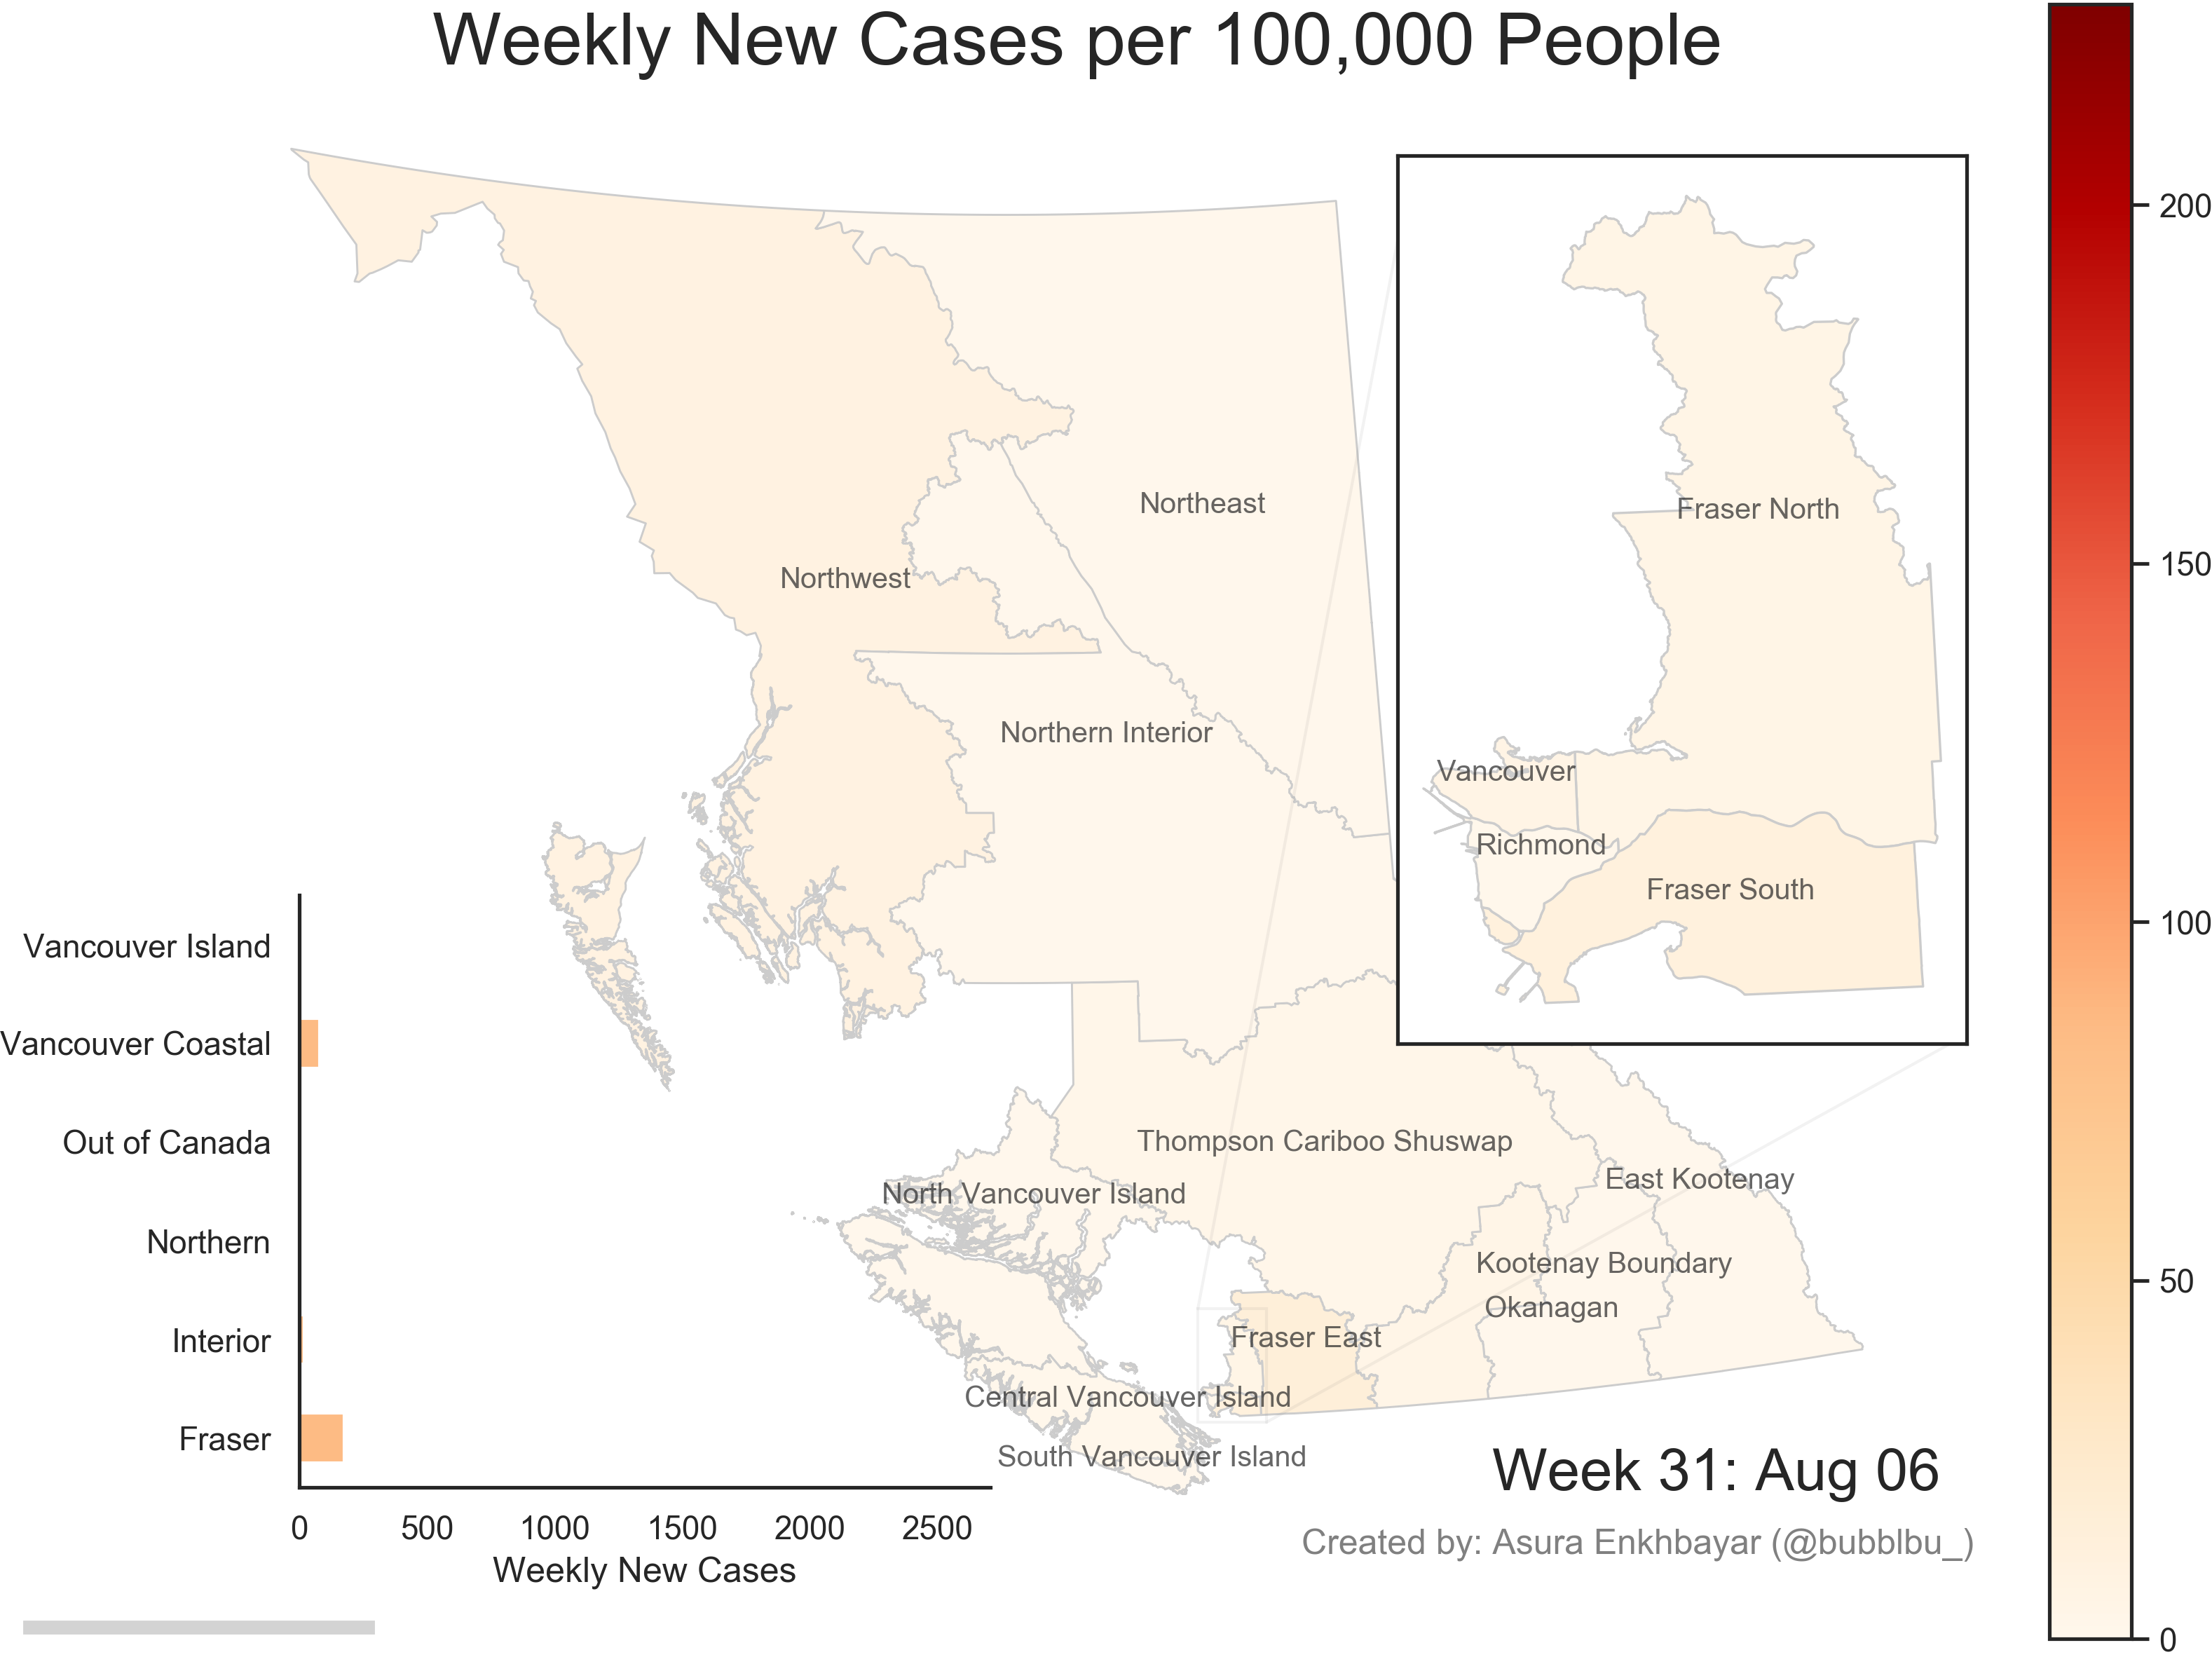 Weekly New Cases per 100,000 People
Northeast
Northwest
Northern Interior
Fraser North
Vancouver
Richmond
Fraser South
Thompson Cariboo Shuswap
East Kootenay
North Vancouver Island
Kootenay Boundary
Okanagan
Fraser East
Central Vancouver Island
South Vancouver Island
200
150
100
50
0
Vancouver Island
Vancouver Coastal
Out of Canada
Northern
Interior
Fraser
0 500 1000 1500 2000 2500
Weekly New Cases
Week 31: Aug 06
Created by: Asura Enkhbayar (@bubblbu_)